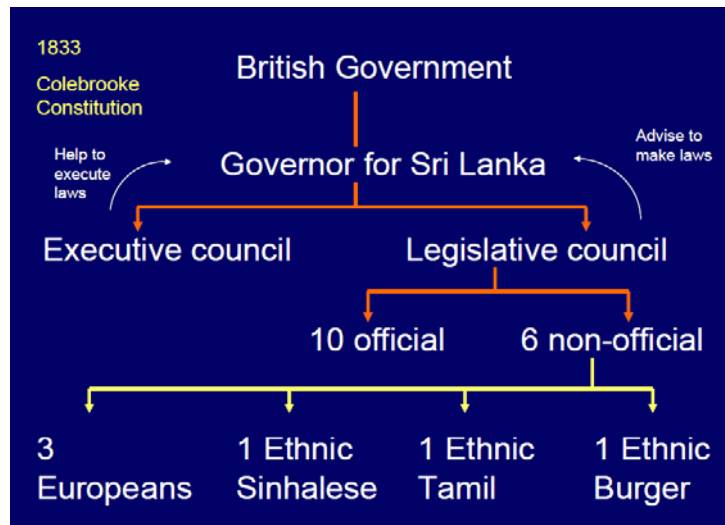 1833
Colebrooke
Constitution
British Government
Help to
execute
laws
Governor for Sri Lanka
Advise to
make laws
Executive council
Legislative council
10 official
6 non-official
3
Europeans
1 Ethnic
Sinhalese
1 Ethnic
Tamil
1 Ethnic
Burger